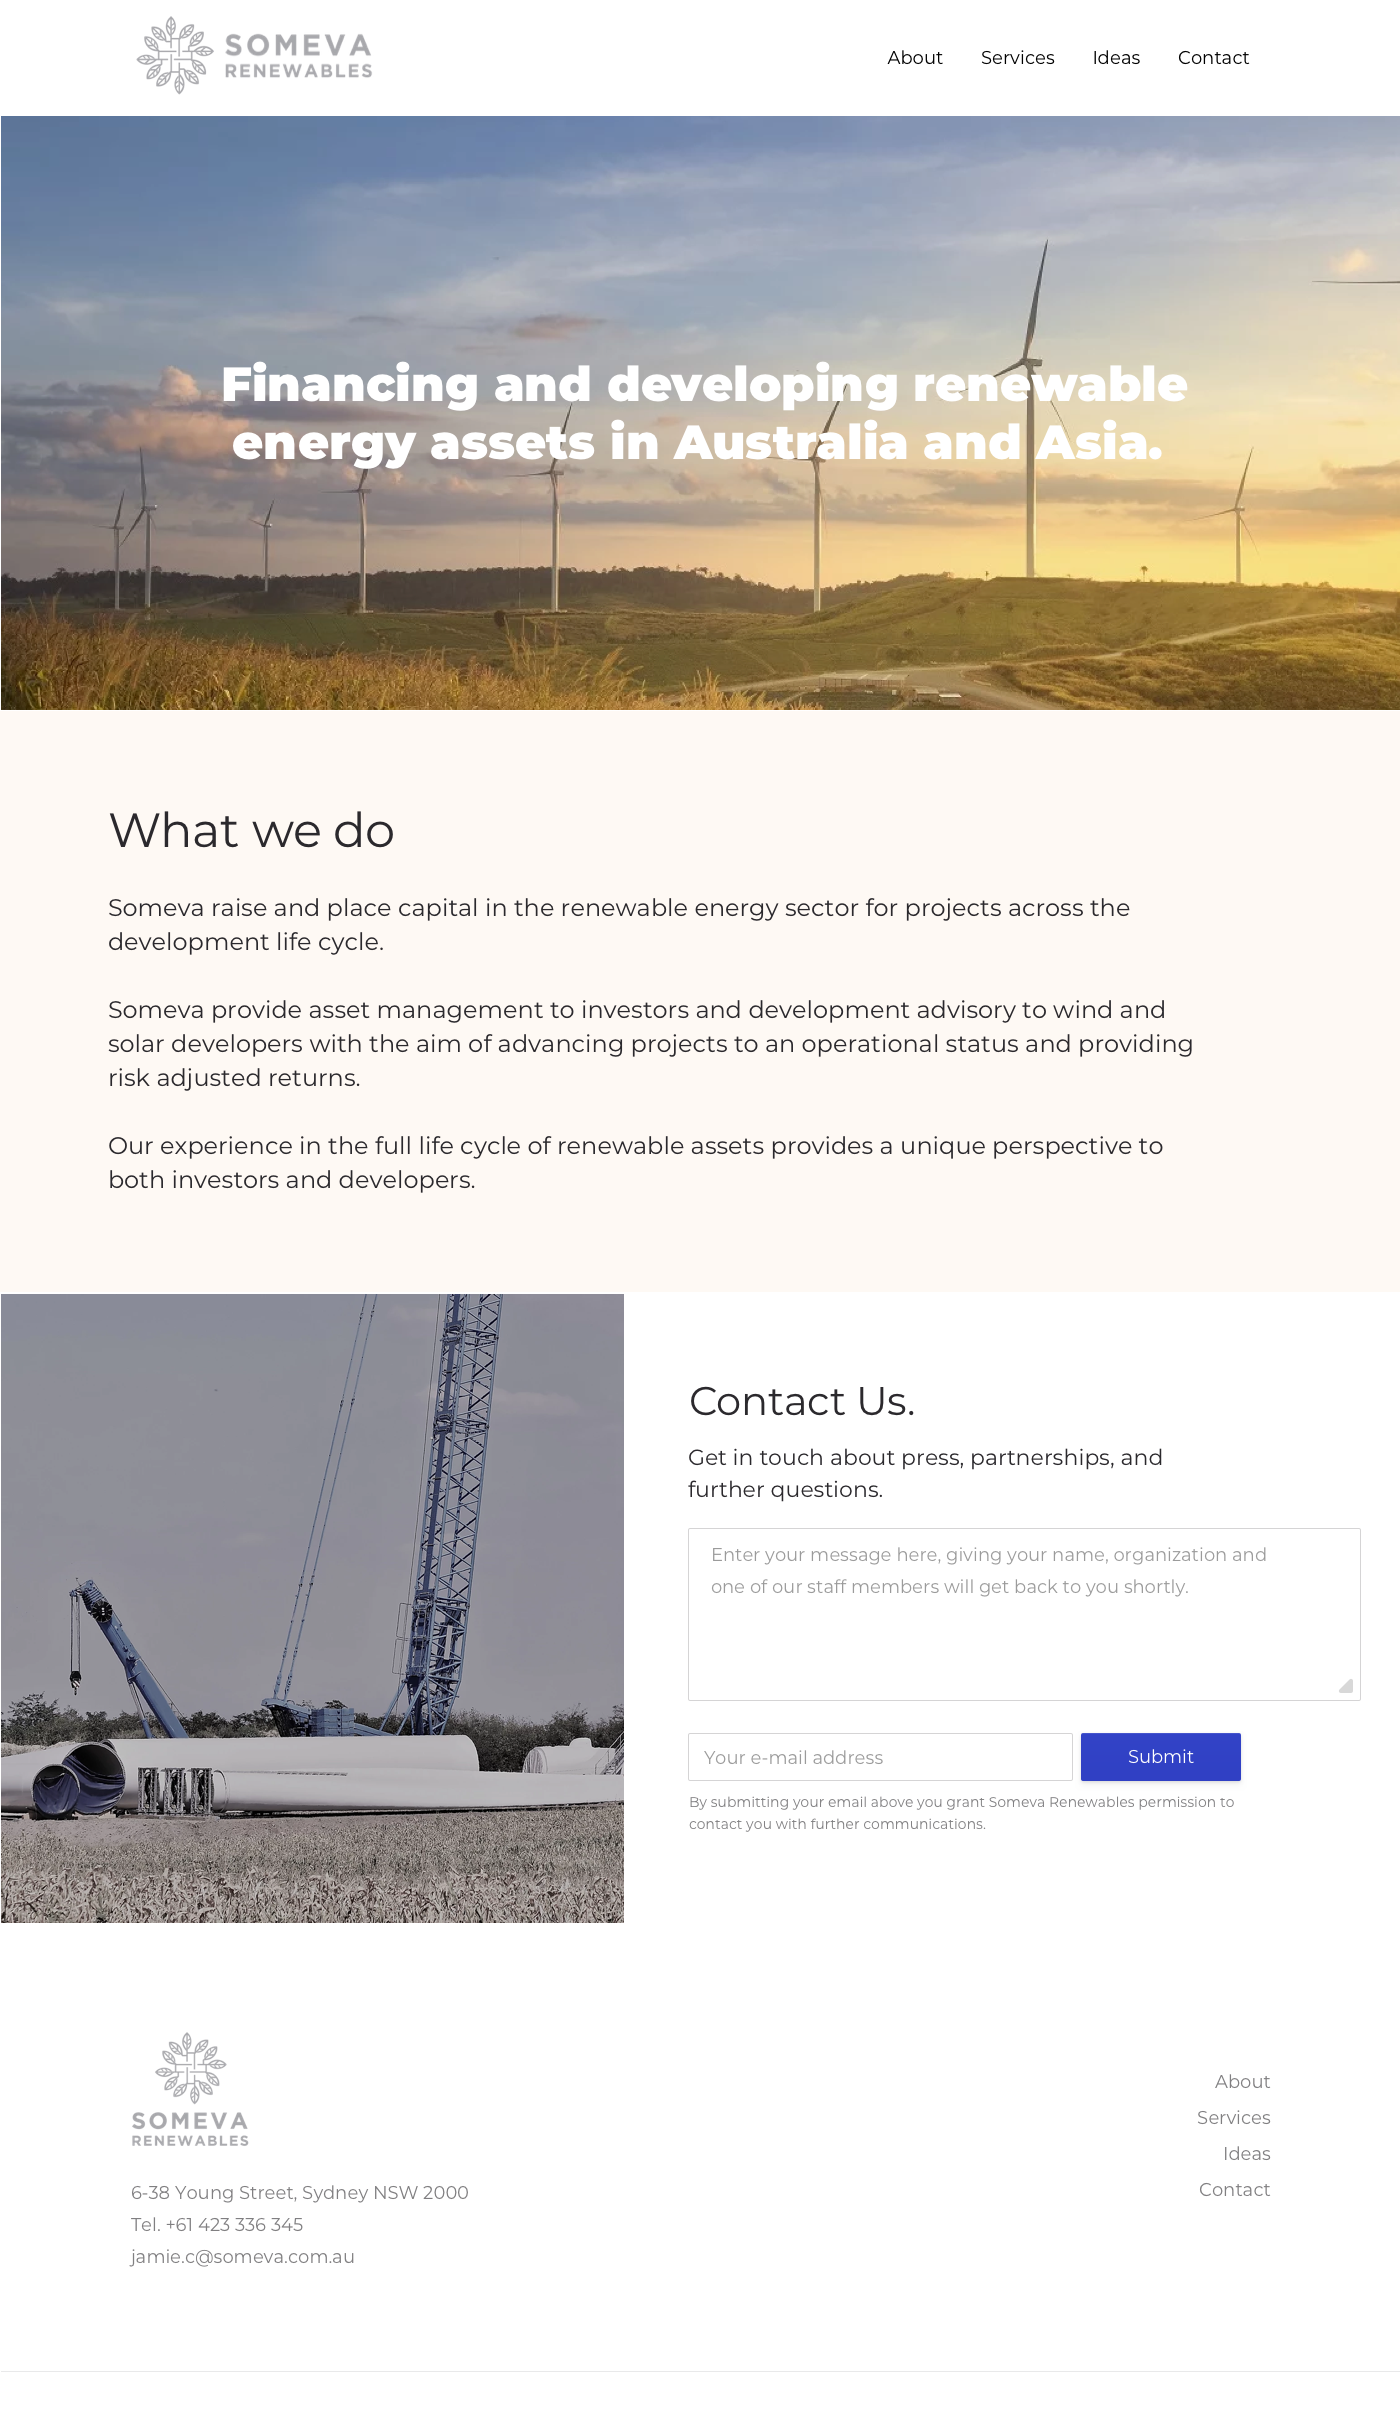 SOMEVA
RENEWABLES
About Services Ideas Contact
Financing and developing renewable
energy assets in Australia and Asia.
What we do
Someva raise and place capital in the renewable energy sector for projects across the
development life cycle.
Someva provide asset management to investors and development advisory to wind and
solar developers with the aim of advancing projects to an operational status and providing
risk adjusted returns.
Our experience in the full life cycle of renewable assets provides a unique perspective to
both investors and developers.
Contact Us.
Get in touch about press, partnerships, and
further questions.
Enter your message here, giving your name, organization and
one of our staff members will get back to you shortly.
Your e-mail address
Submit
By submitting your email above you grant Someva Renewables permission to
contact you with further communications.
SOMEVA
RENEWABLES
6-38 Young Street, Sydney NSW 2000
Tel. +61 423 336 345
jamie.c@someva.com.au
About
Services
Ideas
Contact